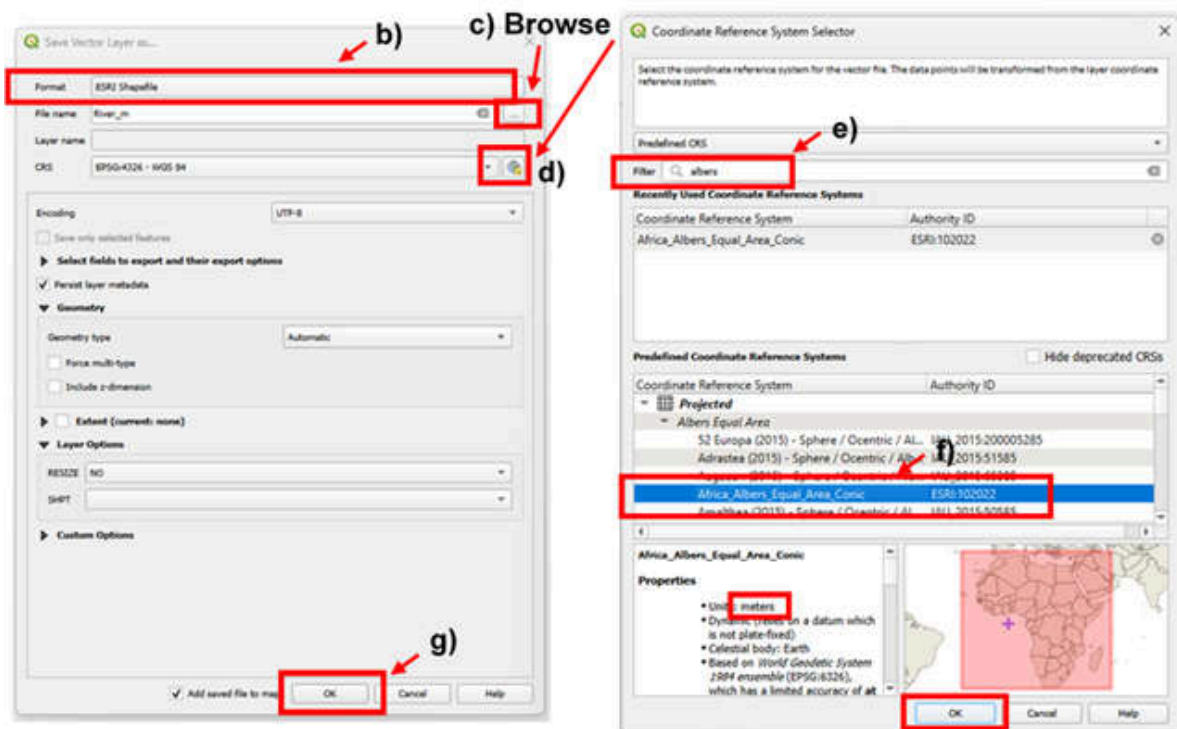 b)
c) Browse
Save Vector Layer as...
Format ESRI Shapefile
File name River_m ...
Layer name
CRS EPSG:4326 - WGS 84
d)
Encoding UTF-8
Save only selected features
Select fields to export and their export options
Persist layer metadata
Geometry
Geometry type Automatic
Force multi-type
Include z-dimension
Extent (current: none)
Layer Options
RESIZE NO
SHPT
Custom Options
g)
Add saved file to map OK Cancel Help
Coordinate Reference System Selector
Select the coordinate reference system for the vector file. The data points will be transformed from the layer coordinate
reference system.
Predefined CRS
e)
Filter albers
Recently Used Coordinate Reference Systems
Coordinate Reference System Authority ID
Africa_Albers_Equal_Area_Conic ESRI:102022
Predefined Coordinate Reference Systems Hide deprecated CRSs
Coordinate Reference System Authority ID
Projected
Albers Equal Area
52 Europa (2015) - Sphere / Ocentric / Al... IAU_2015:200005285
Adrastea (2015) - Sphere / Ocentric / Alb... IAU_2015:51585
f)
Africa_Albers_Equal_Area_Conic ESRI:102022
Amalthea (2015) - Sphere / Ocentric / Al... IAU_2015:50585
Africa_Albers_Equal_Area_Conic
Properties
• Units: meters
• Dynamic (relies on a datum which
is not plate-fixed)
• Celestial body: Earth
• Based on World Geodetic System
1984 ensemble (EPSG:6326),
which has a limited accuracy of at
OK Cancel Help